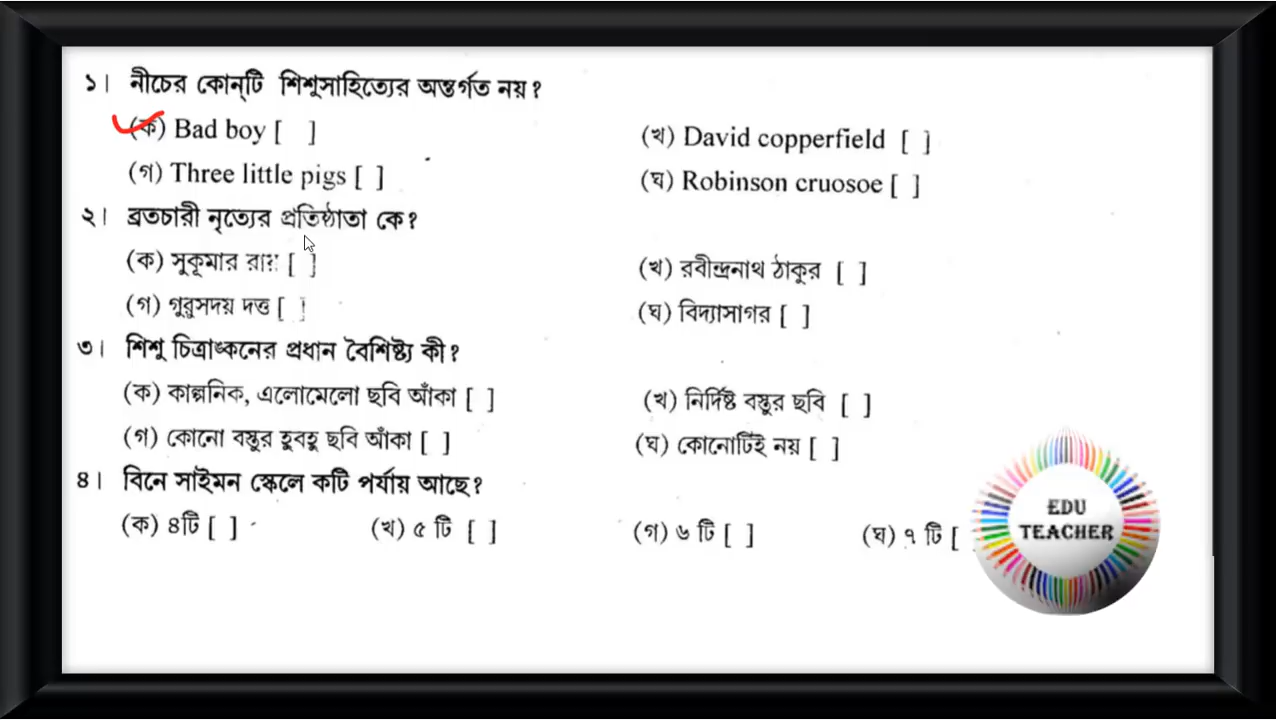 ১। নীচের কোন্‌টি শিশুসাহিত্যের অন্তর্গত নয়?
(ক) Bad boy [ ] (খ) David copperfield [ ]
(গ) Three little pigs [ ] (ঘ) Robinson cruosoe [ ]
২। ব্রতচারী নৃত্যের প্রতিষ্ঠাতা কে?
(ক) সুকুমার রায় [ ] (খ) রবীন্দ্রনাথ ঠাকুর [ ]
(গ) গুরুসদয় দত্ত [ ] (ঘ) বিদ্যাসাগর [ ]
৩। শিশু চিত্রাঙ্কনের প্রধান বৈশিষ্ট্য কী?
(ক) কাল্পনিক, এলোমেলো ছবি আঁকা [ ] (খ) নির্দিষ্ট বস্তুর ছবি [ ]
(গ) কোনো বস্তুর হুবহু ছবি আঁকা [ ] (ঘ) কোনোটিই নয় [ ]
৪। বিনে সাইমন স্কেলে কটি পর্যায় আছে?
(ক) ৪টি [ ] (খ) ৫ টি [ ] (গ) ৬ টি [ ] (ঘ) ৭ টি [
EDU
TEACHER